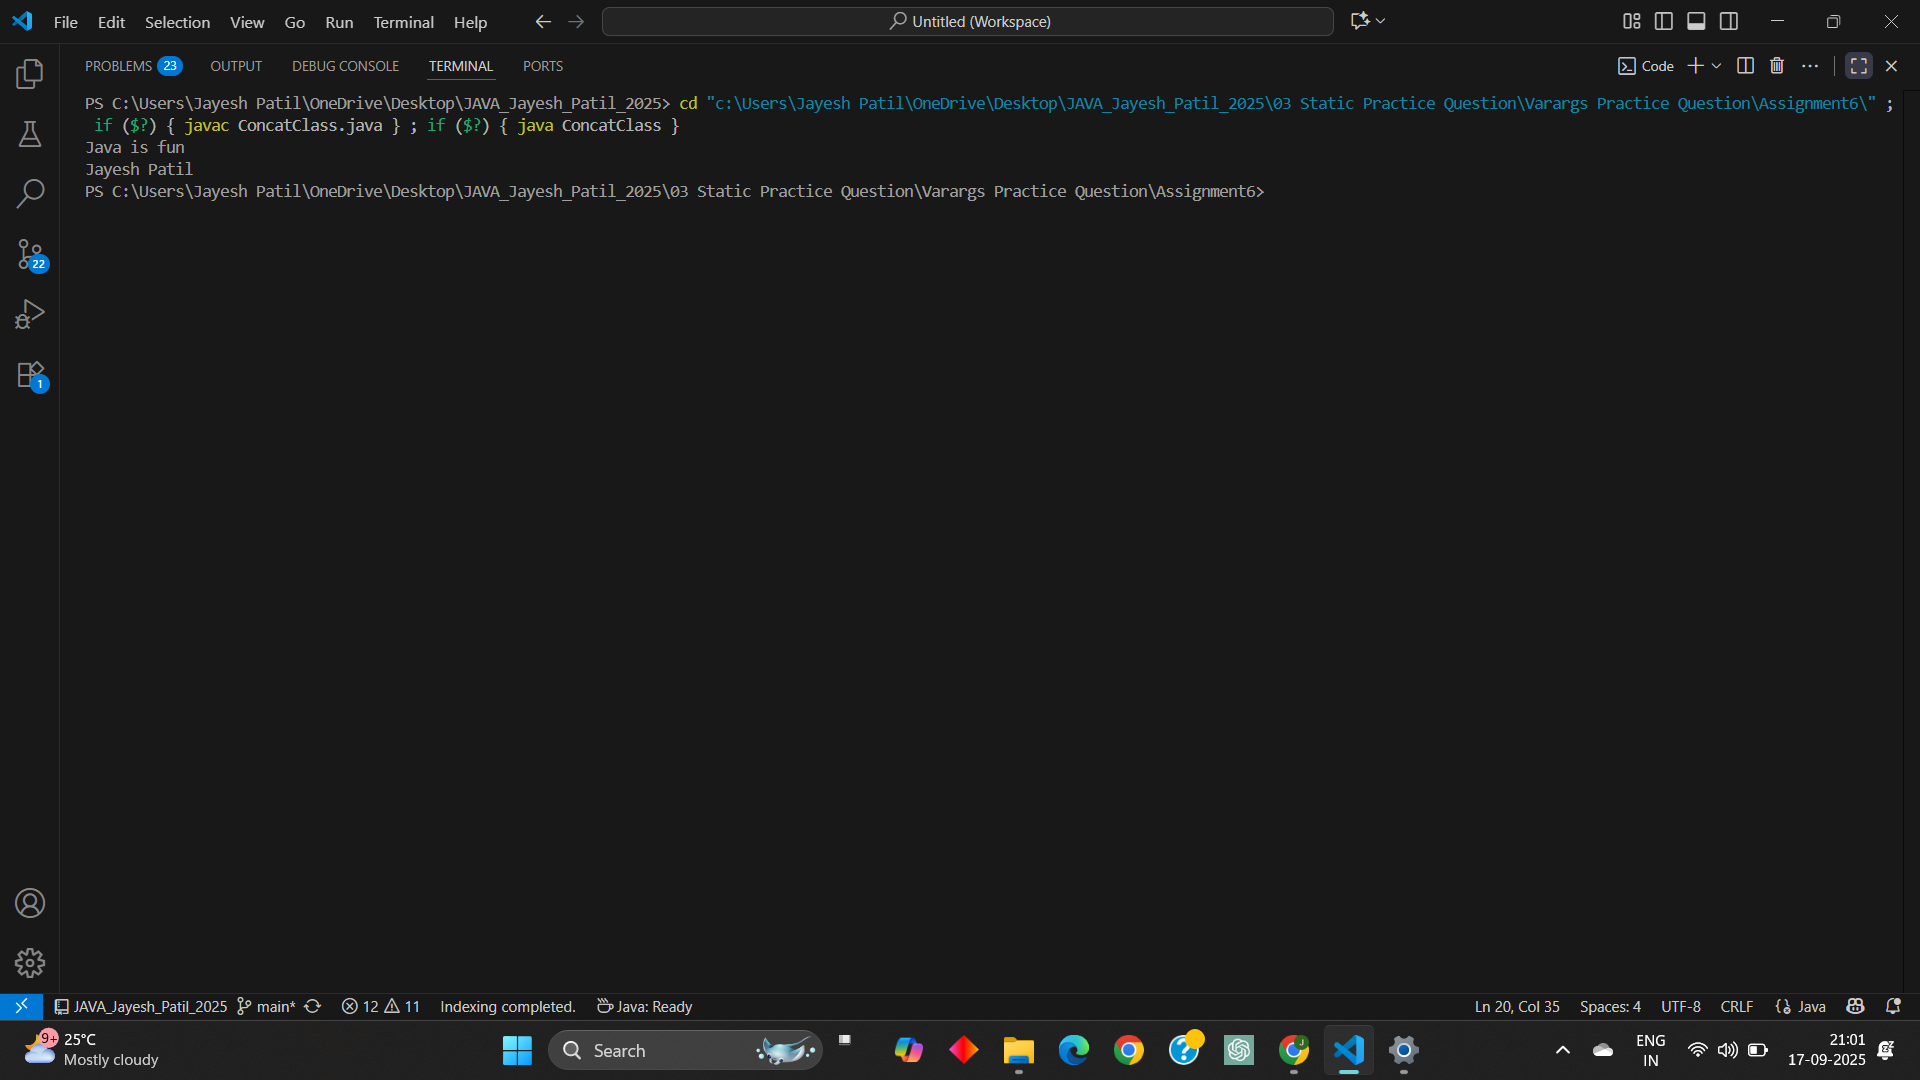 File Edit Selection View Go Run Terminal Help
Untitled (Workspace)
PROBLEMS 23 OUTPUT DEBUG CONSOLE TERMINAL PORTS
Code
PS C:\Users\Jayesh Patil\OneDrive\Desktop\JAVA_Jayesh_Patil_2025> cd "c:\Users\Jayesh Patil\OneDrive\Desktop\JAVA_Jayesh_Patil_2025\03 Static Practice Question\Varargs Practice Question\Assignment6\" ;
if ($?) { javac ConcatClass.java } ; if ($?) { java ConcatClass }
Java is fun
Jayesh Patil
PS C:\Users\Jayesh Patil\OneDrive\Desktop\JAVA_Jayesh_Patil_2025\03 Static Practice Question\Varargs Practice Question\Assignment6>
22
1
JAVA_Jayesh_Patil_2025 main* 12 11 Indexing completed. Java: Ready
Ln 20, Col 35 Spaces: 4 UTF-8 CRLF Java
9+ 25°C
Mostly cloudy
Search
J
ENG
IN
21:01
17-09-2025